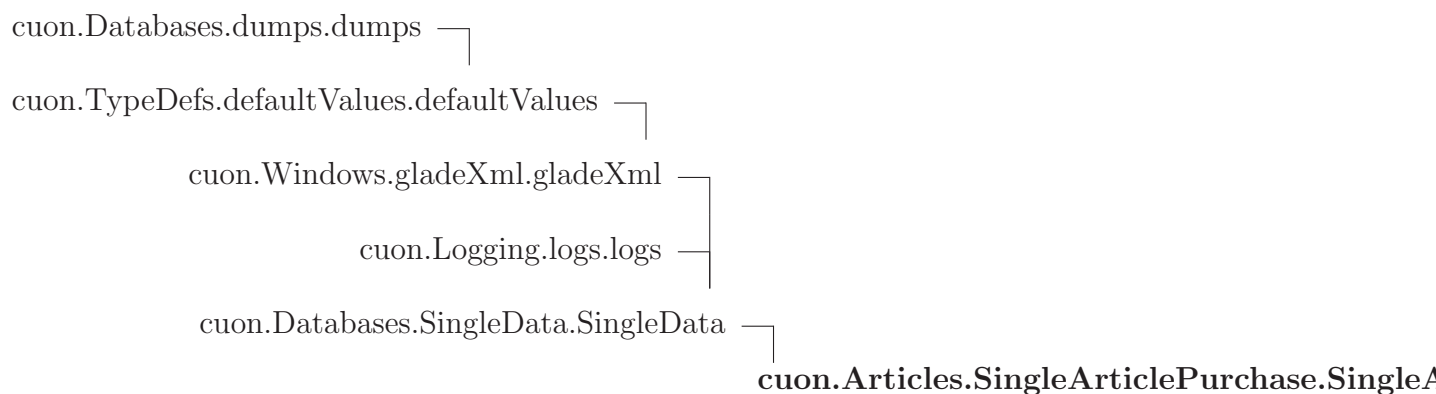 cuon.Databases.dumps.dumps
cuon.TypeDefs.defaultValues.defaultValues
cuon.Windows.gladeXml.gladeXml
cuon.Logging.logs.logs
cuon.Databases.SingleData.SingleData
cuon.Articles.SingleArticlePurchase.SingleA